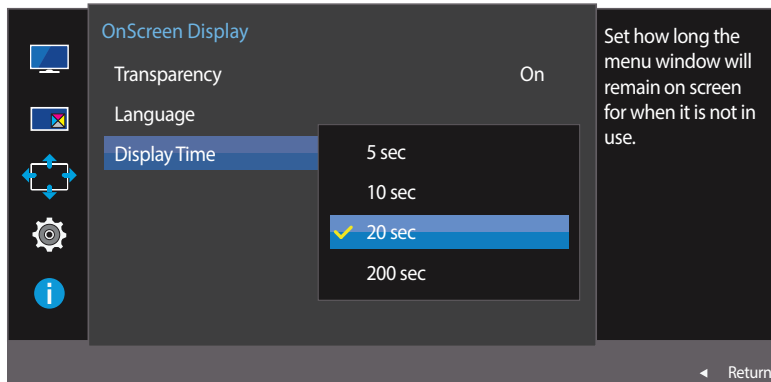 OnScreen Display
Transparency On
Language
Display Time
5 sec
10 sec
20 sec
200 sec
Set how long the
menu window will
remain on screen
for when it is not in
use.
i
◄ Return